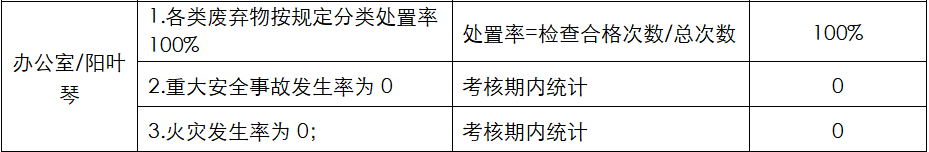 办公室/阳叶
琴
1.各类废弃物按规定分类处置率
100%
处置率=检查合格次数/总次数
100%
2.重大安全事故发生率为 0
考核期内统计
0
3.火灾发生率为 0；
考核期内统计
0